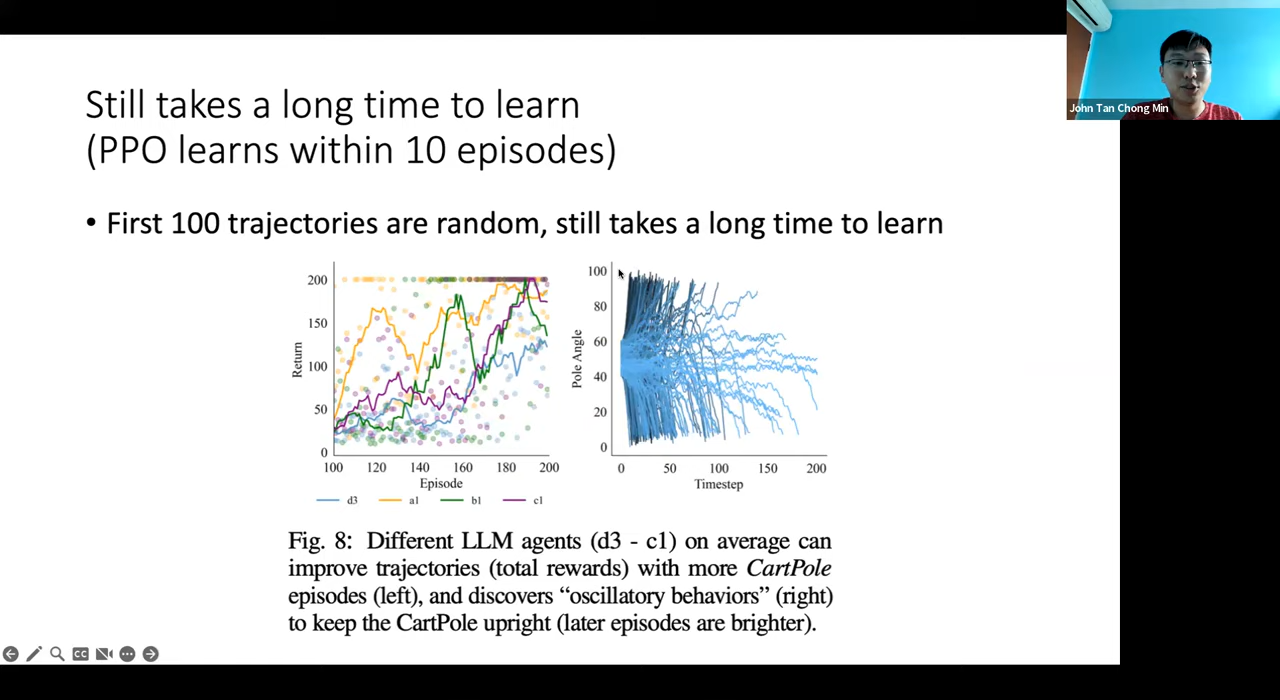 John Tan Chong Min
Still takes a long time to learn
(PPO learns within 10 episodes)
• First 100 trajectories are random, still takes a long time to learn
200
150
100
50
0
Return
100 120 140 160 180 200
Episode
d3 a1 b1 c1
100
80
60
40
20
0
Pole Angle
0 50 100 150 200
Timestep
Fig. 8: Different LLM agents (d3 - c1) on average can
improve trajectories (total rewards) with more CartPole
episodes (left), and discovers “oscillatory behaviors” (right)
to keep the CartPole upright (later episodes are brighter).
CC